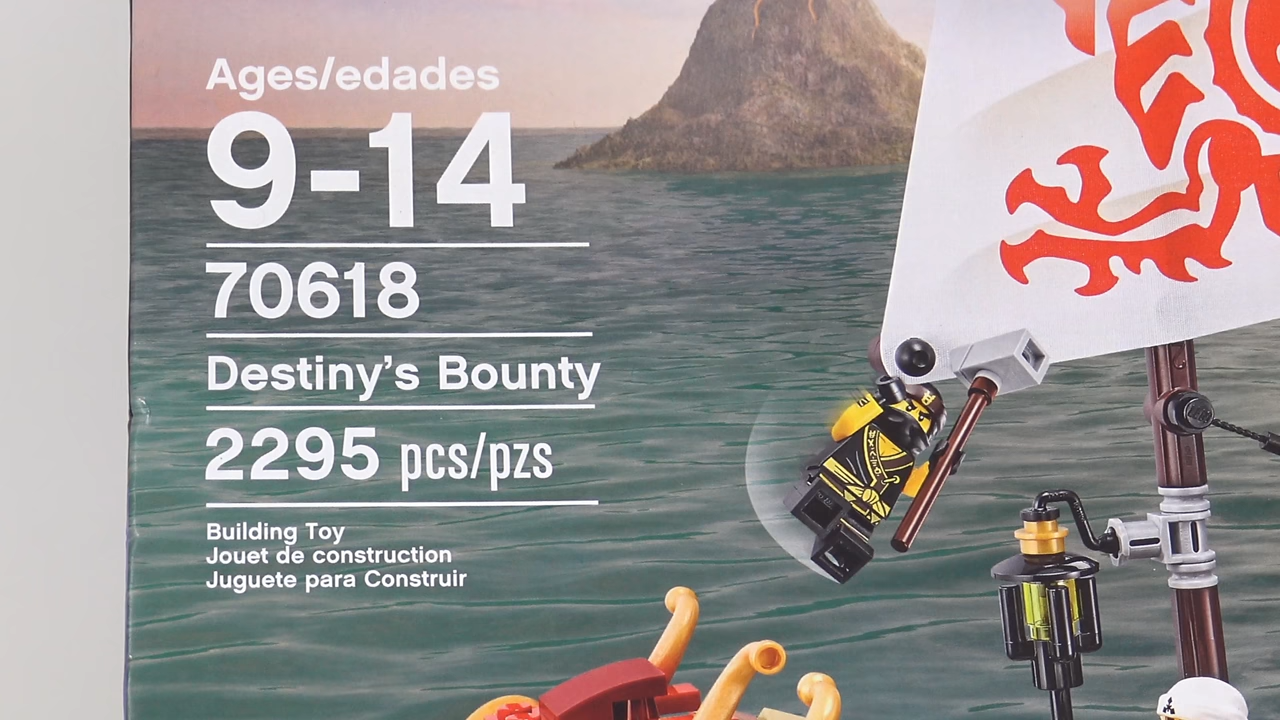 Ages/edades
9-14
70618
Destiny's Bounty
2295 pcs/pzs
Building Toy
Jouet de construction
Juguete para Construir